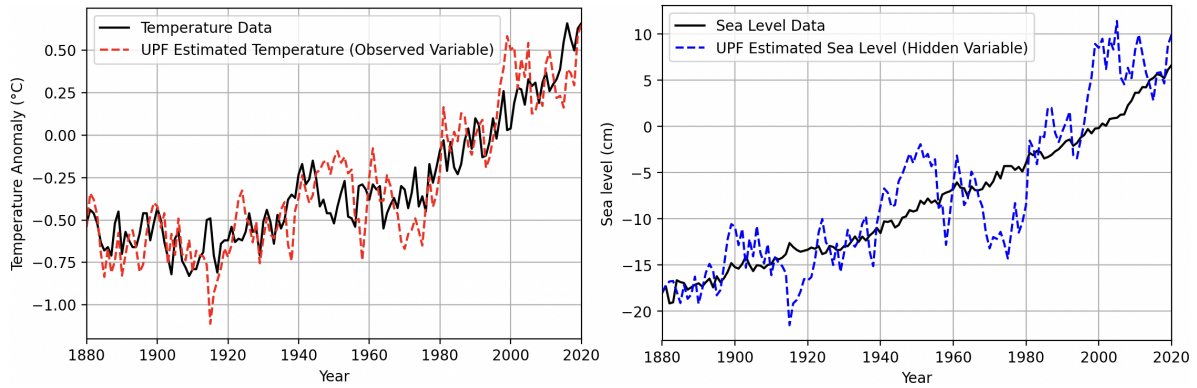 Temperature Data
UPF Estimated Temperature (Observed Variable)
Temperature Anomaly (°C)
0.50
0.25
0.00
−0.25
−0.50
−0.75
−1.00
1880 1900 1920 1940 1960 1980 2000 2020
Year
Sea Level Data
UPF Estimated Sea Level (Hidden Variable)
Sea level (cm)
10
5
0
−5
−10
−15
−20
1880 1900 1920 1940 1960 1980 2000 2020
Year